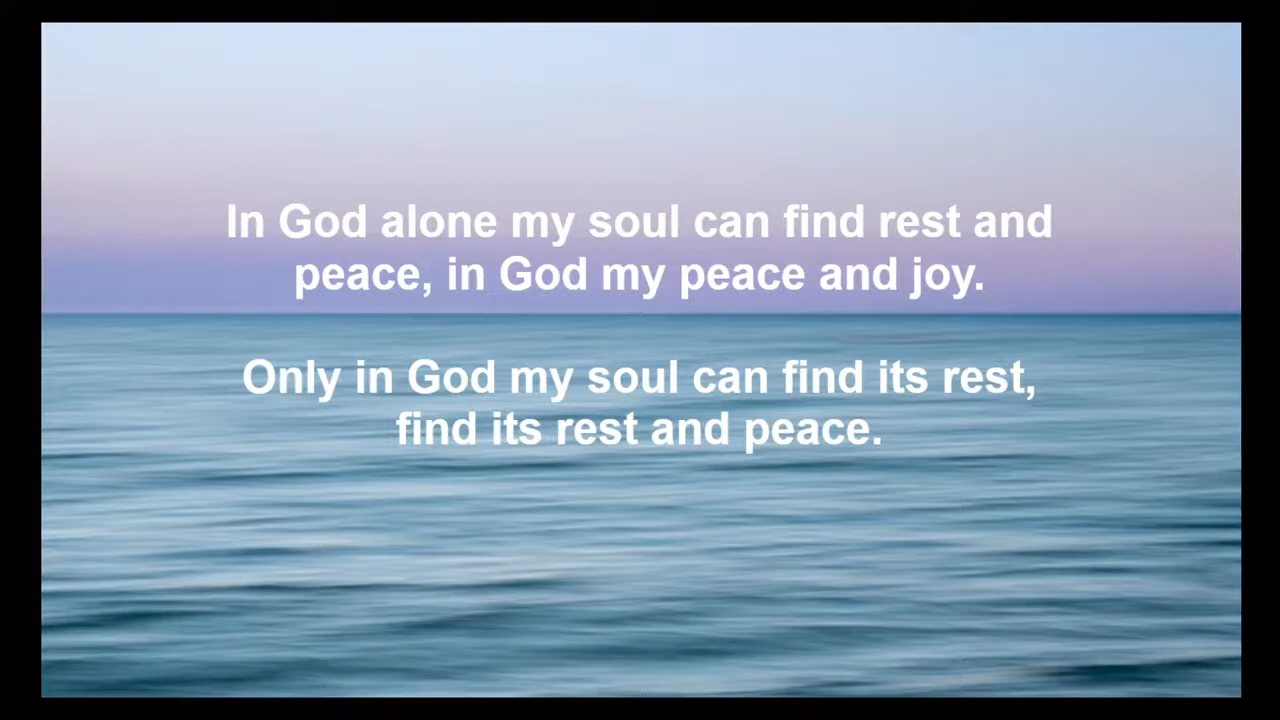 In God alone my soul can find rest and
peace, in God my peace and joy.
Only in God my soul can find its rest,
find its rest and peace.